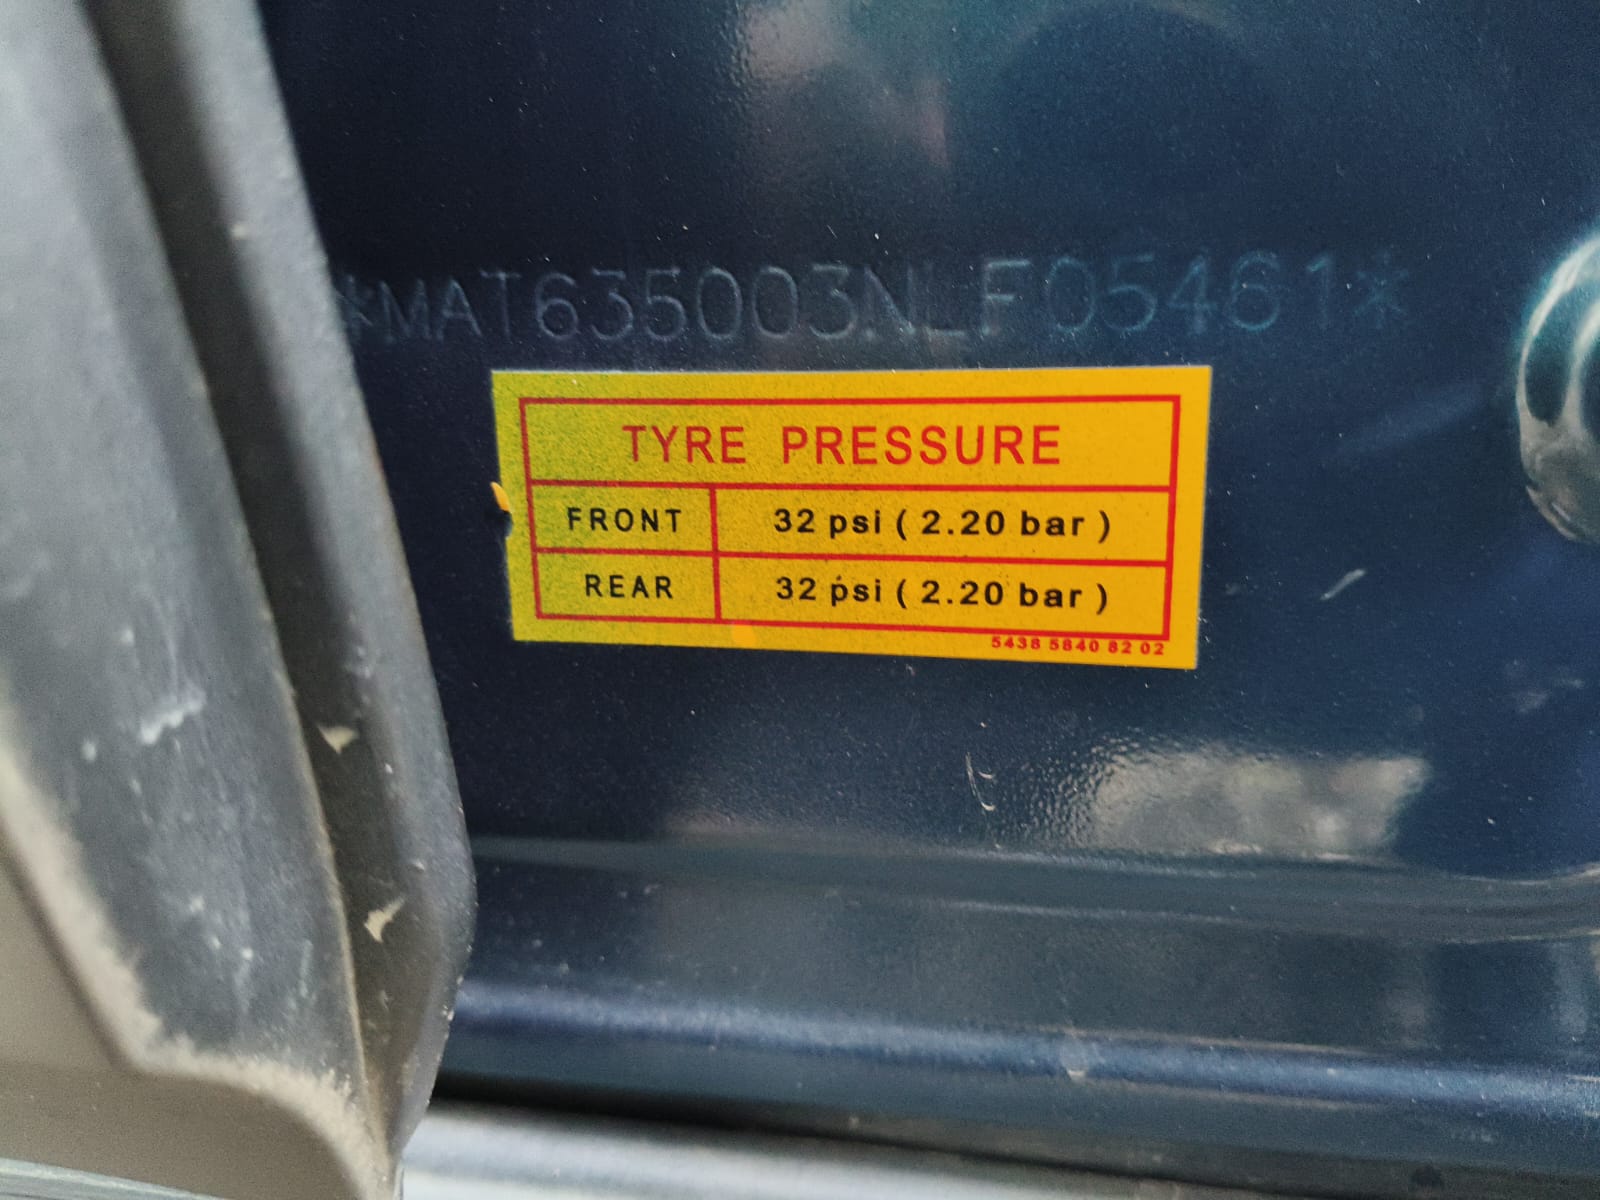 *MAT635003NLF05461*
TYRE PRESSURE
FRONT 32 psi ( 2.20 bar )
REAR 32 psi ( 2.20 bar )
5438 5840 82 02